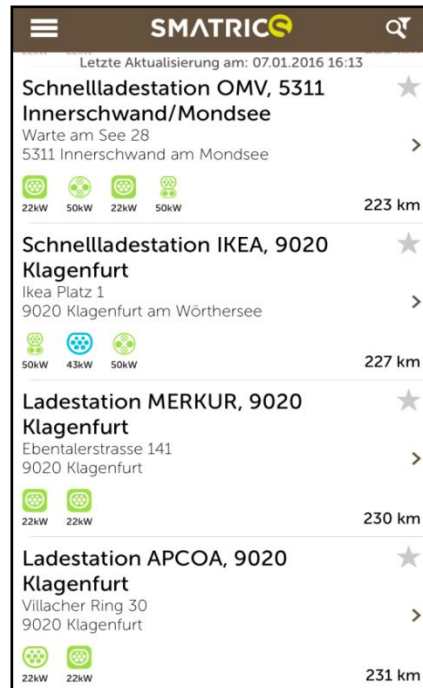 SMATRICS
Letzte Aktualisierung am: 07.01.2016 16:13
Schnellladestation OMV, 5311
Innerschwand/Mondsee
Warte am See 28
5311 Innerschwand am Mondsee
22kW 50kW 22kW 50kW
223 km
Schnellladestation IKEA, 9020
Klagenfurt
Ikea Platz 1
9020 Klagenfurt am Wörthersee
50kW 43kW 50kW
227 km
Ladestation MERKUR, 9020
Klagenfurt
Ebentalerstrasse 141
9020 Klagenfurt
22kW 22kW
230 km
Ladestation APCOA, 9020
Klagenfurt
Villacher Ring 30
9020 Klagenfurt
22kW 22kW
231 km